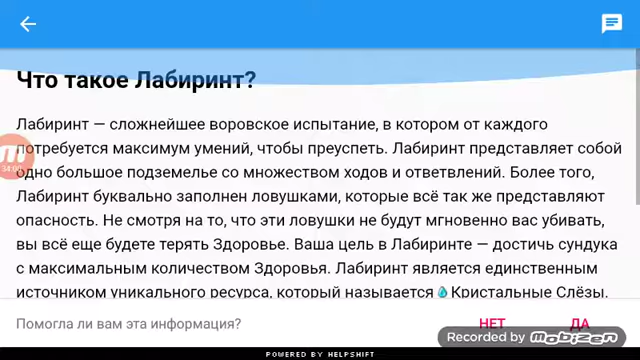 Что такое Лабиринт?
Лабиринт — сложнейшее воровское испытание, в котором от каждого
потребуется максимум умений, чтобы преуспеть. Лабиринт представляет собой
одно большое подземелье со множеством ходов и ответвлений. Более того,
Лабиринт буквально заполнен ловушками, которые всё так же представляют
опасность. Не смотря на то, что эти ловушки не будут мгновенно вас убивать,
вы всё еще будете терять Здоровье. Ваша цель в Лабиринте — достичь сундука
с максимальным количеством Здоровья. Лабиринт является единственным
источником уникального ресурса, который называется Кристальные Слёзы.
Помогла ли вам эта информация?
НЕТ
ДА
34:00
Recorded by Mobizen
POWERED BY HELPSHIFT